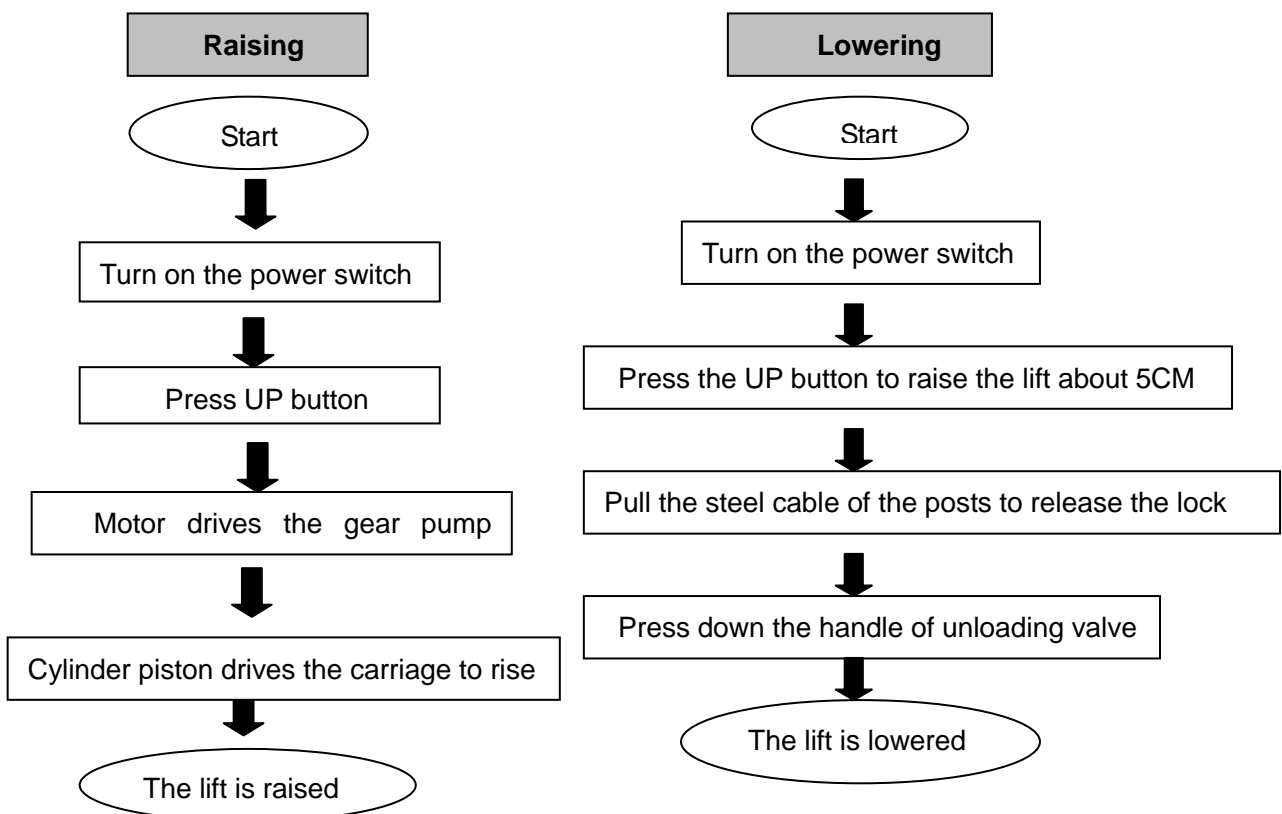 Raising
Start
Turn on the power switch
Press UP button
Motor drives the gear pump
Cylinder piston drives the carriage to rise
The lift is raised
Lowering
Start
Turn on the power switch
Press the UP button to raise the lift about 5CM
Pull the steel cable of the posts to release the lock
Press down the handle of unloading valve
The lift is lowered